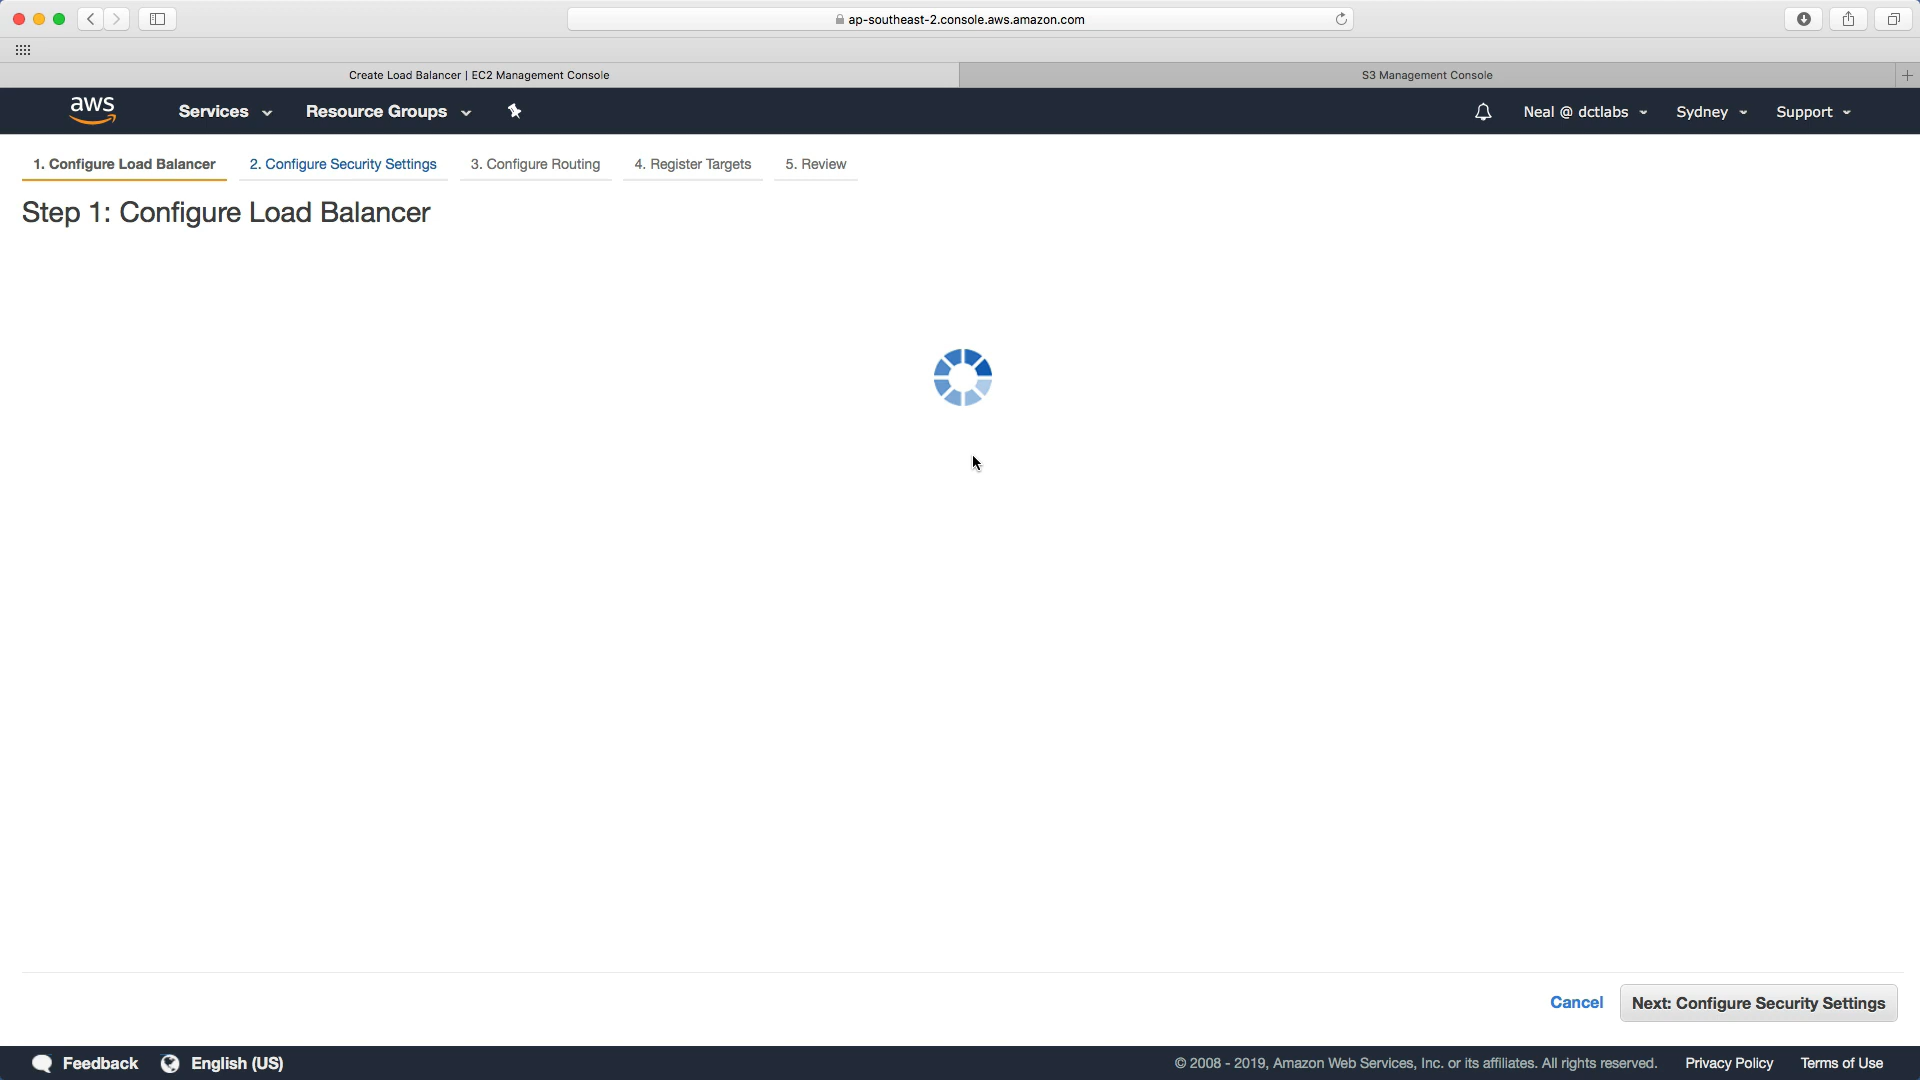 ap-southeast-2.console.aws.amazon.com
Create Load Balancer | EC2 Management Console
S3 Management Console
aws
Services
Resource Groups
Neal @ dctlabs
Sydney
Support
1. Configure Load Balancer
2. Configure Security Settings
3. Configure Routing
4. Register Targets
5. Review
Step 1: Configure Load Balancer
Cancel
Next: Configure Security Settings
Feedback
English (US)
© 2008 - 2019, Amazon Web Services, Inc. or its affiliates. All rights reserved.
Privacy Policy
Terms of Use